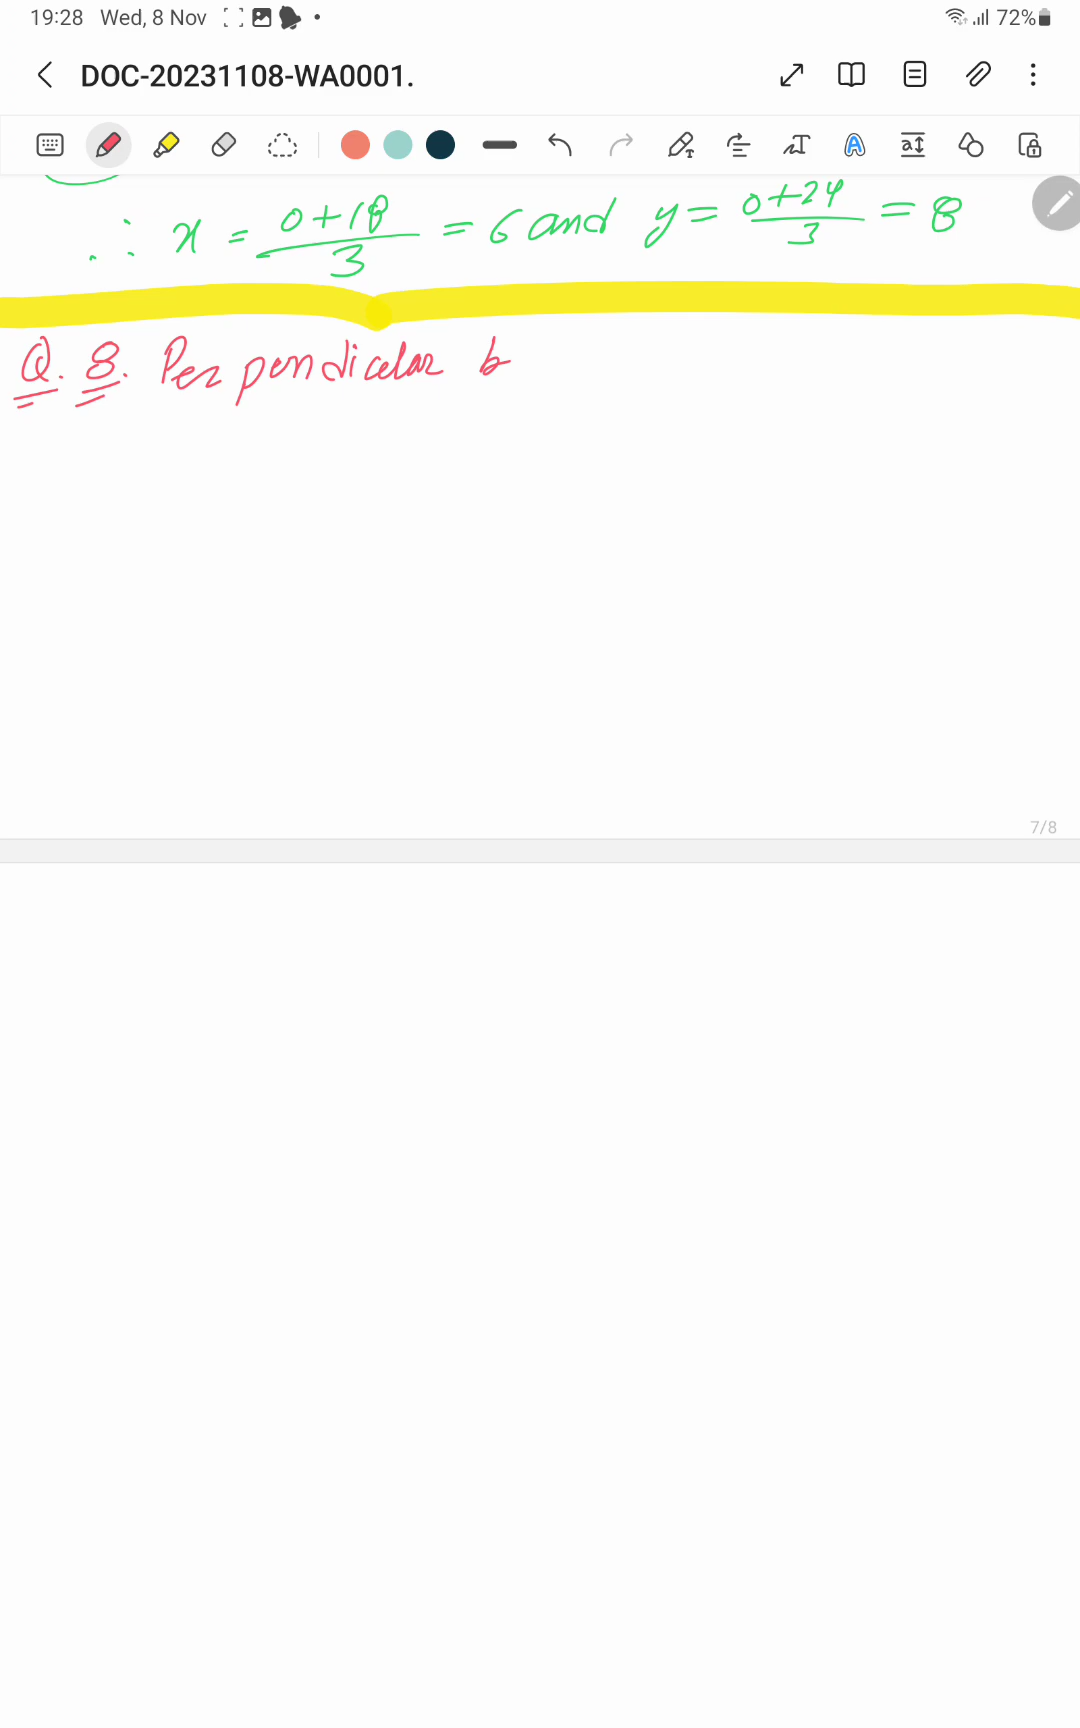 19:28 Wed, 8 Nov 72%
DOC-20231108-WA0001.
∴ x = 0+18/3 = 6 and y = 0+24/3 = 8
Q. 8. Perpendicular b
7/8